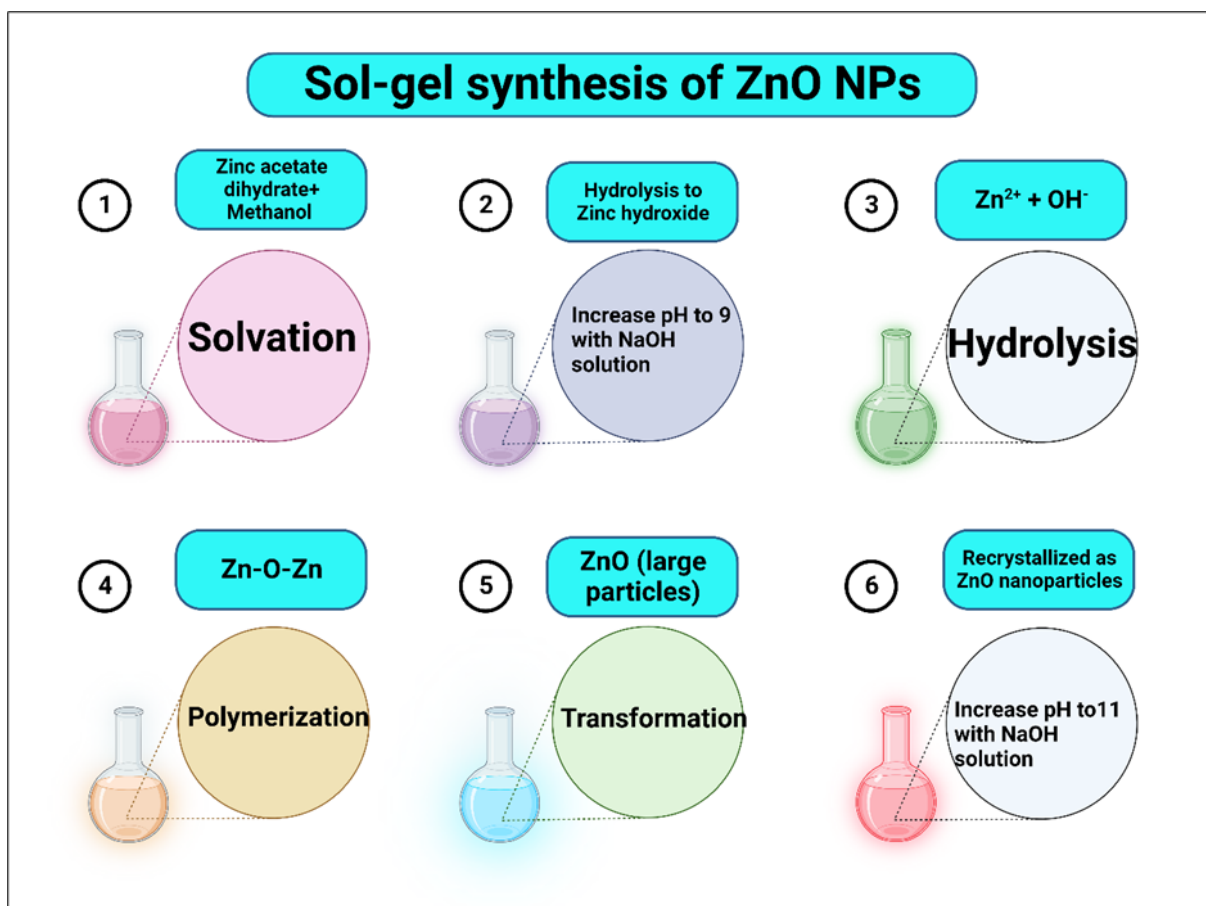 Sol-gel synthesis of ZnO NPs
1
Zinc acetate
dihydrate+
Methanol
Solvation
2
Hydrolysis to
Zinc hydroxide
Increase pH to 9
with NaOH
solution
3
Zn²⁺ + OH⁻
Hydrolysis
4
Zn-O-Zn
Polymerization
5
ZnO (large
particles)
Transformation
6
Recrystallized as
ZnO nanoparticles
Increase pH to11
with NaOH
solution